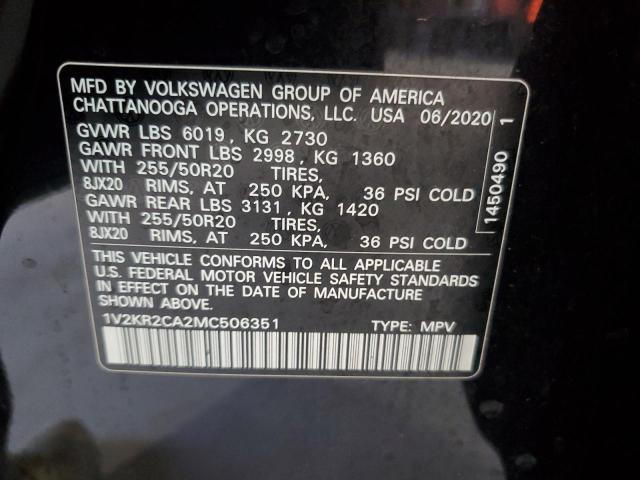 MFD BY VOLKSWAGEN GROUP OF AMERICA
CHATTANOOGA OPERATIONS, LLC. USA 06/2020
GVWR LBS 6019, KG 2730
GAWR FRONT LBS 2998, KG 1360
WITH 255/50R20 TIRES,
8JX20 RIMS, AT 250 KPA, 36 PSI COLD
GAWR REAR LBS 3131, KG 1420
WITH 255/50R20 TIRES,
8JX20 RIMS, AT 250 KPA, 36 PSI COLD
THIS VEHICLE CONFORMS TO ALL APPLICABLE
U.S. FEDERAL MOTOR VEHICLE SAFETY STANDARDS
IN EFFECT ON THE DATE OF MANUFACTURE
SHOWN ABOVE.
1V2KR2CA2MC506351 TYPE: MPV
1450490 1